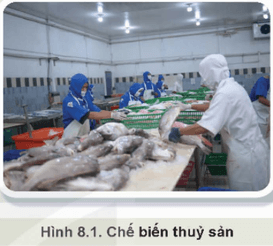 Hình 8.1. Chế biến thuỷ sản